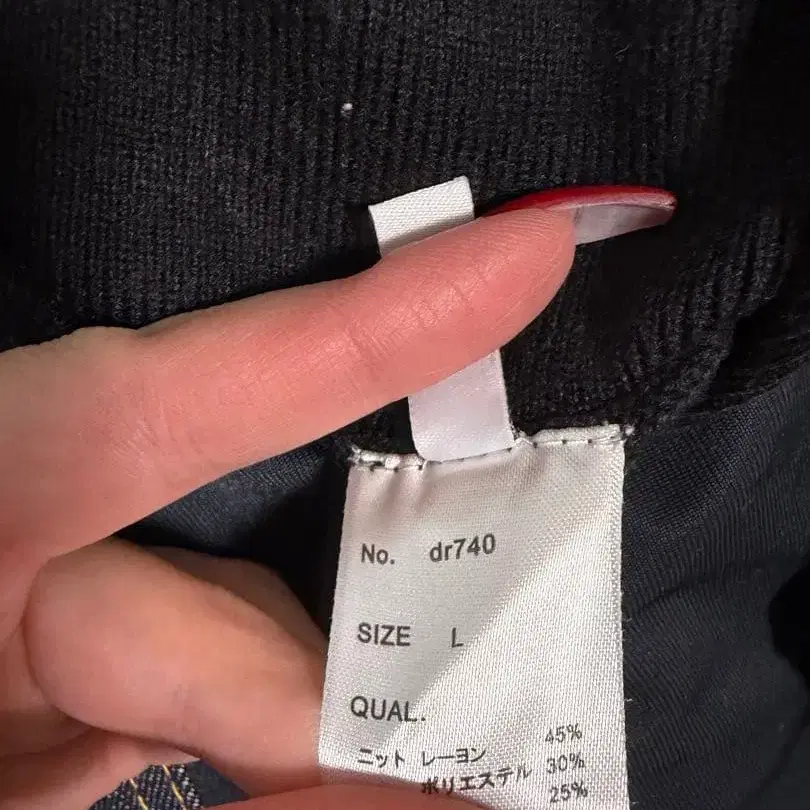 No. dr740
SIZE L
QUAL.
ニット レーヨン 45%
ポリエステル 30%
25%